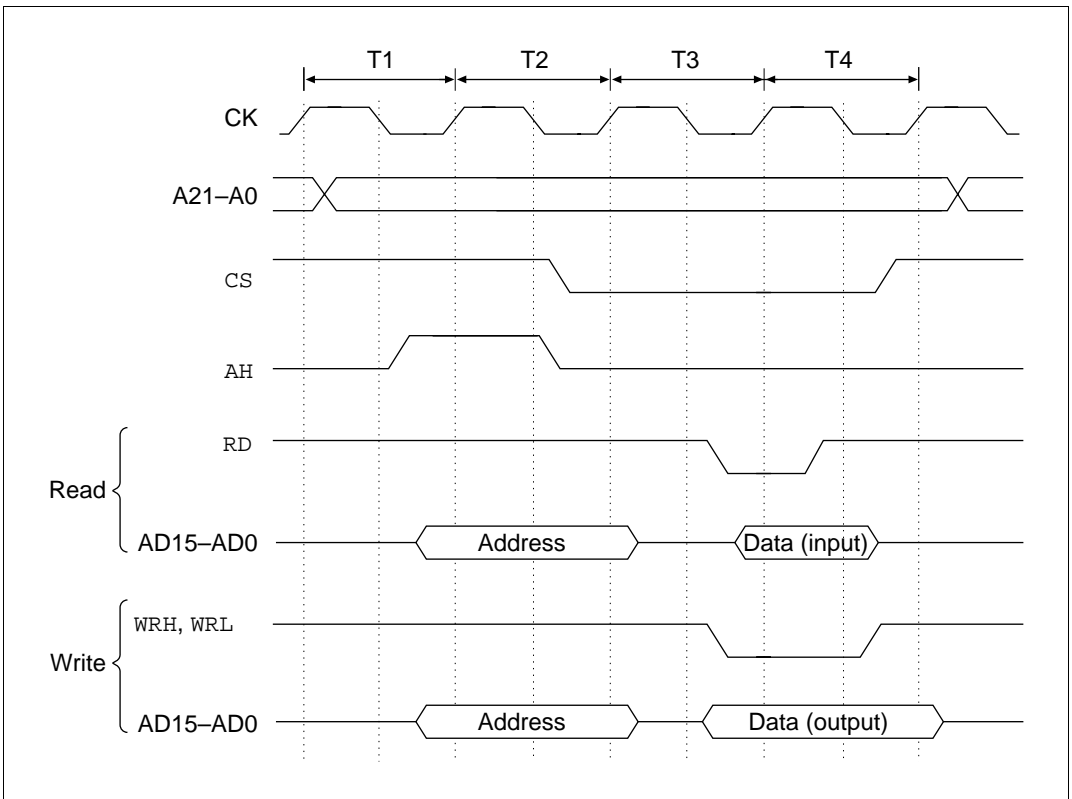 T1 T2 T3 T4
CK
A21–A0
CS
AH
RD
Read
AD15–AD0 Address Data (input)
WRH, WRL
Write
AD15–AD0 Address Data (output)